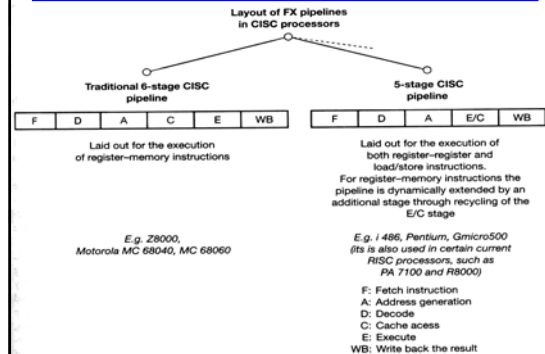 Layout of FX pipelines
in CISC processors
Traditional 6-stage CISC
pipeline
F D A C E WB
Laid out for the execution
of register–memory instructions
E.g. Z8000,
Motorola MC 68040, MC 68060
5-stage CISC
pipeline
F D A E/C WB
Laid out for the execution of
both register–register and
load/store instructions.
For register–memory instructions the
pipeline is dynamically extended by an
additional stage through recycling of the
E/C stage
E.g. i 486, Pentium, Gmicro500
(its is also used in certain current
RISC processors, such as
PA 7100 and R8000)
F: Fetch instruction
A: Address generation
D: Decode
C: Cache acess
E: Execute
WB: Write back the result